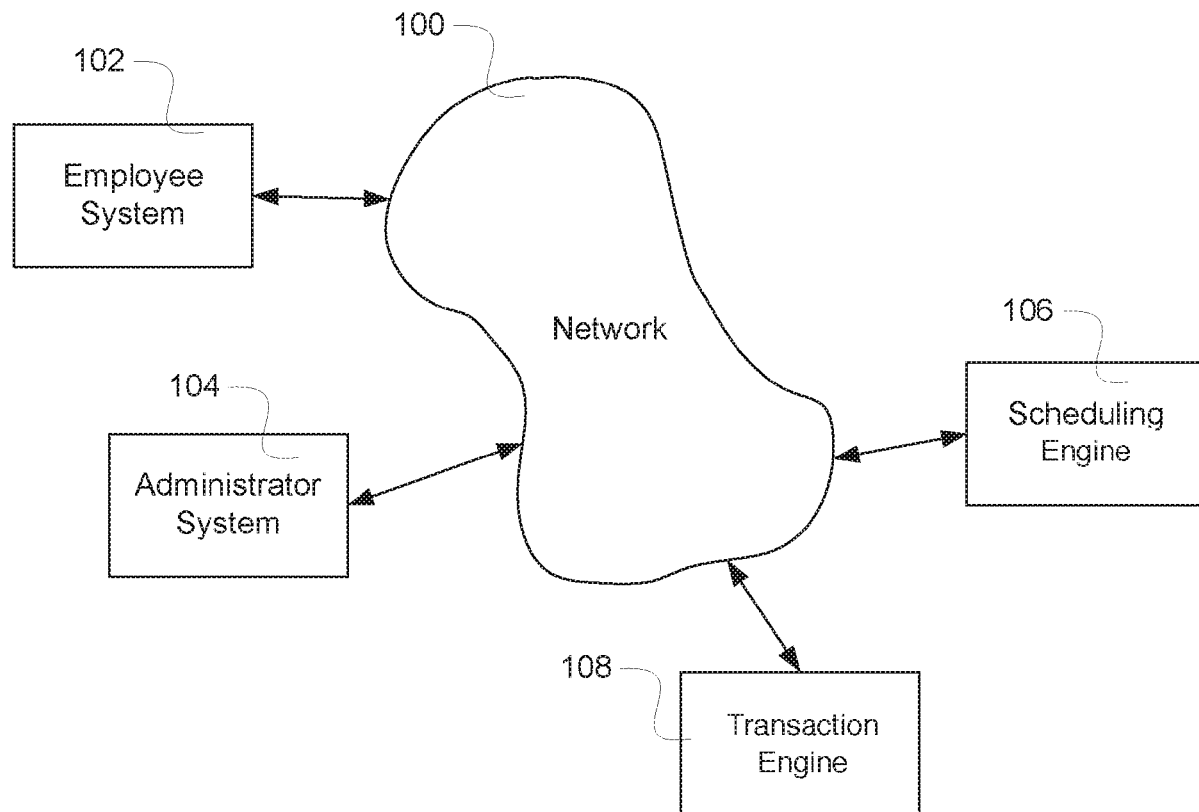 100
102
Employee
System
Network
106
104
Scheduling
Engine
Administrator
System
108
Transaction
Engine